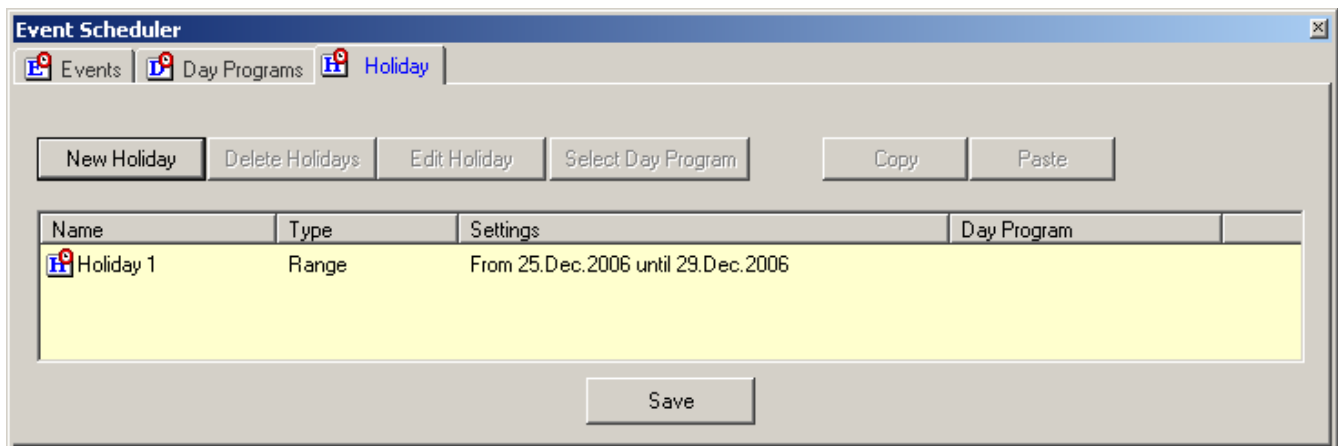 Event Scheduler
Events Day Programs Holiday
New Holiday Delete Holidays Edit Holiday Select Day Program Copy Paste
Name Type Settings Day Program
Holiday 1 Range From 25.Dec.2006 until 29.Dec.2006
Save